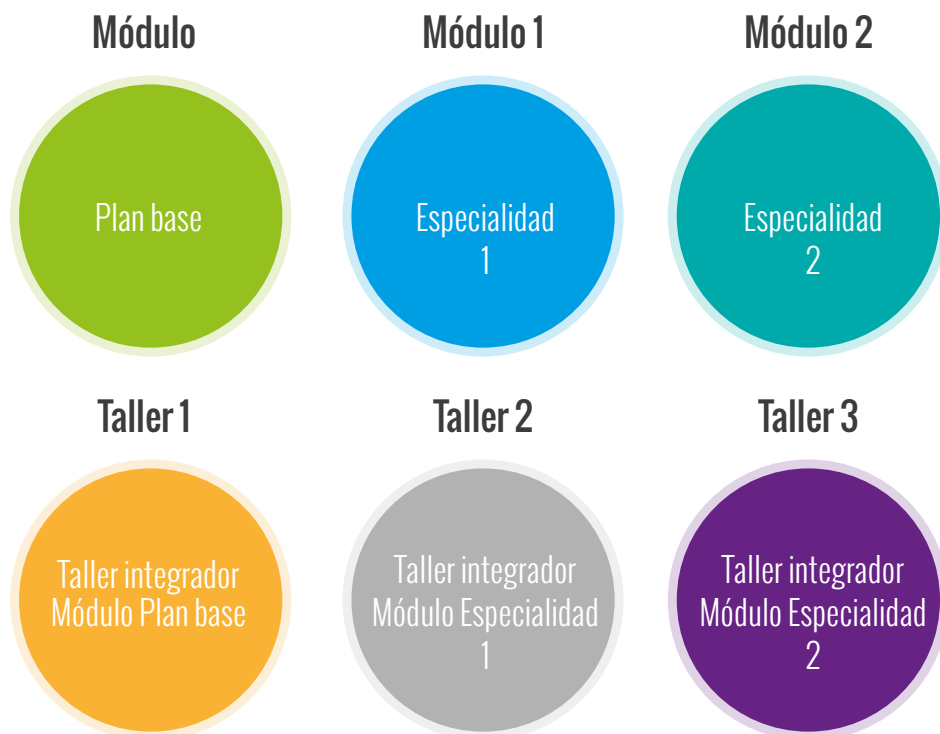 Módulo
Módulo 1
Módulo 2
Plan base
Especialidad
1
Especialidad
2
Taller 1
Taller 2
Taller 3
Taller integrador
Módulo Plan base
Taller integrador
Módulo Especialidad
1
Taller integrador
Módulo Especialidad
2